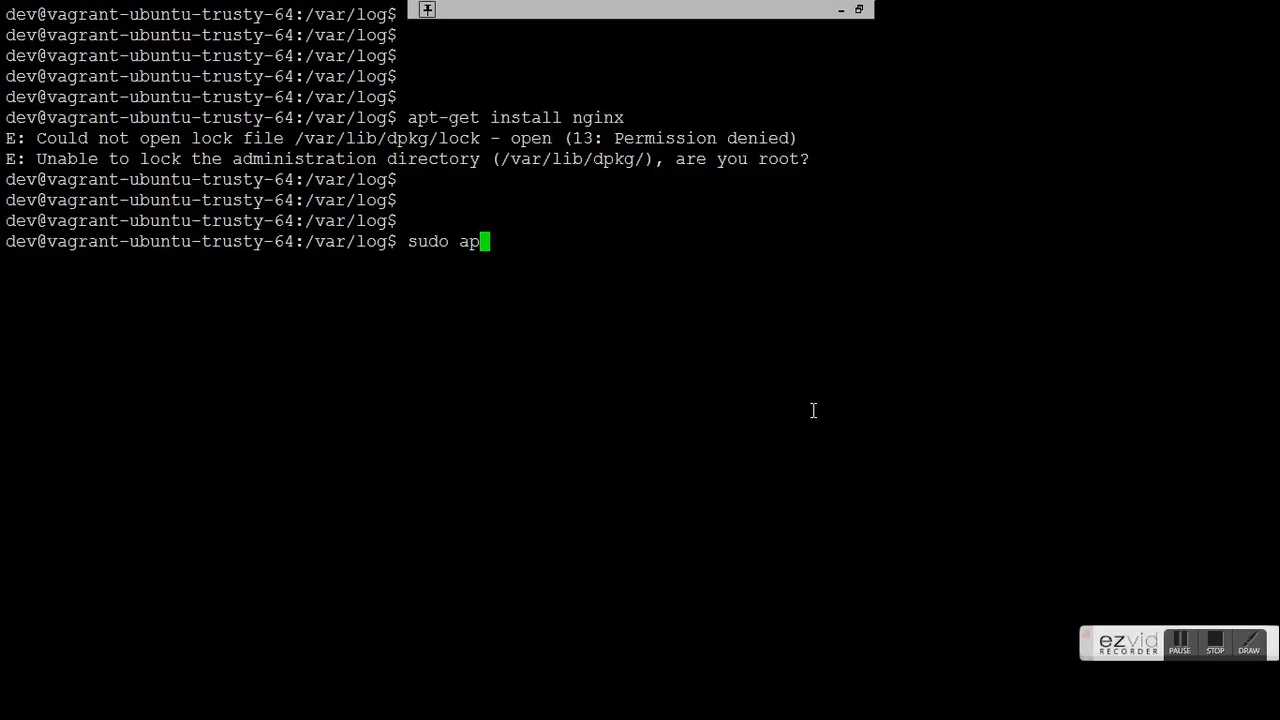 dev@vagrant-ubuntu-trusty-64:/var/log$
dev@vagrant-ubuntu-trusty-64:/var/log$
dev@vagrant-ubuntu-trusty-64:/var/log$
dev@vagrant-ubuntu-trusty-64:/var/log$
dev@vagrant-ubuntu-trusty-64:/var/log$
dev@vagrant-ubuntu-trusty-64:/var/log$ apt-get install nginx
E: Could not open lock file /var/lib/dpkg/lock - open (13: Permission denied)
E: Unable to lock the administration directory (/var/lib/dpkg/), are you root?
dev@vagrant-ubuntu-trusty-64:/var/log$
dev@vagrant-ubuntu-trusty-64:/var/log$
dev@vagrant-ubuntu-trusty-64:/var/log$
dev@vagrant-ubuntu-trusty-64:/var/log$ sudo ap
ezvid
RECORDER
PAUSE STOP DRAW